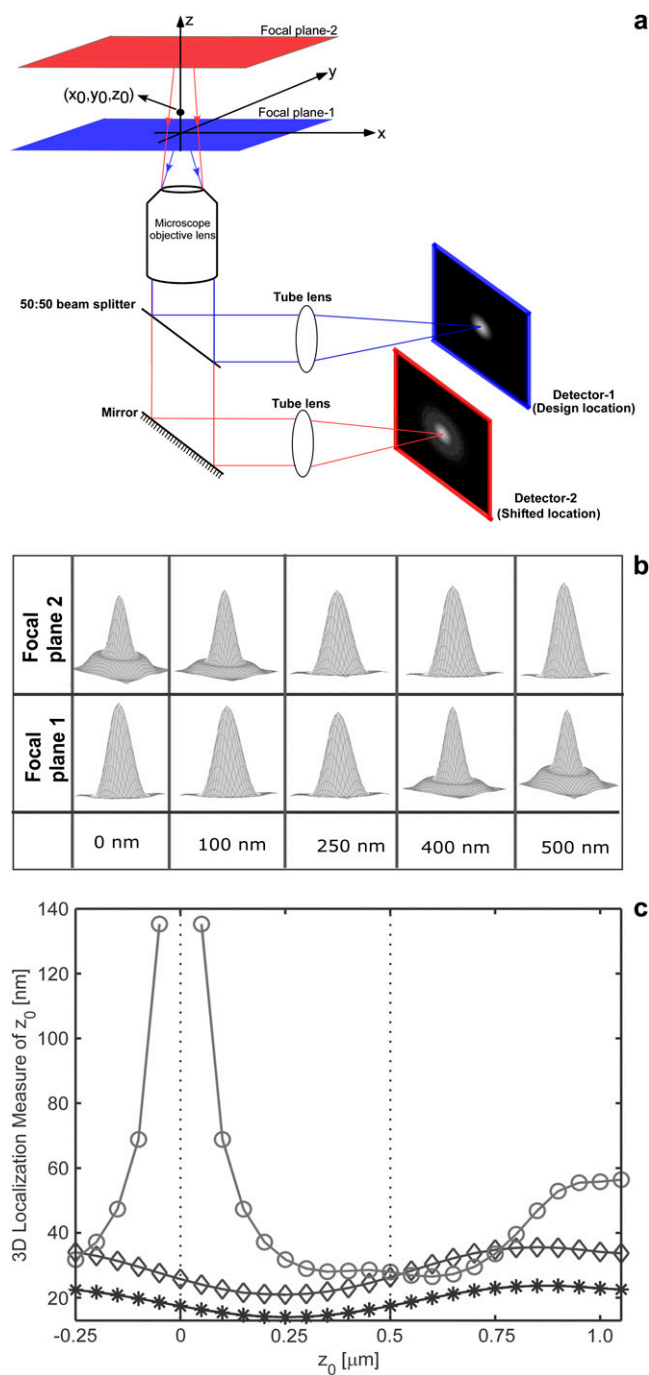 a
z
Focal plane-2
y
(x0,y0,z0)
Focal plane-1
x
Microscope
objective lens
50:50 beam splitter
Tube lens
Detector-1
(Design location)
Mirror
Tube lens
Detector-2
(Shifted location)
b
Focal
plane 2
Focal
plane 1
0 nm 100 nm 250 nm 400 nm 500 nm
c
3D Localization Measure of z0 [nm]
140
120
100
80
60
40
20
-0.25 0 0.25 0.5 0.75 1.0
z0 [μm]